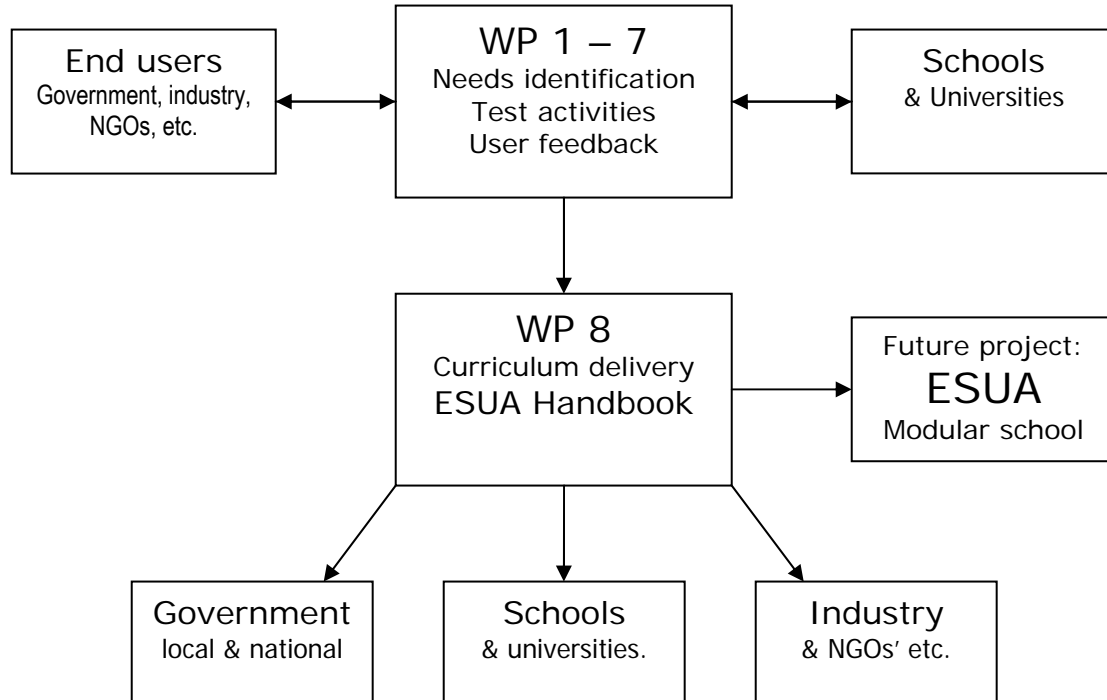 End users
Government, industry,
NGOs, etc.
WP 1 – 7
Needs identification
Test activities
User feedback
Schools
& Universities
WP 8
Curriculum delivery
ESUA Handbook
Future project:
ESUA
Modular school
Government
local & national
Schools
& universities.
Industry
& NGOs’ etc.